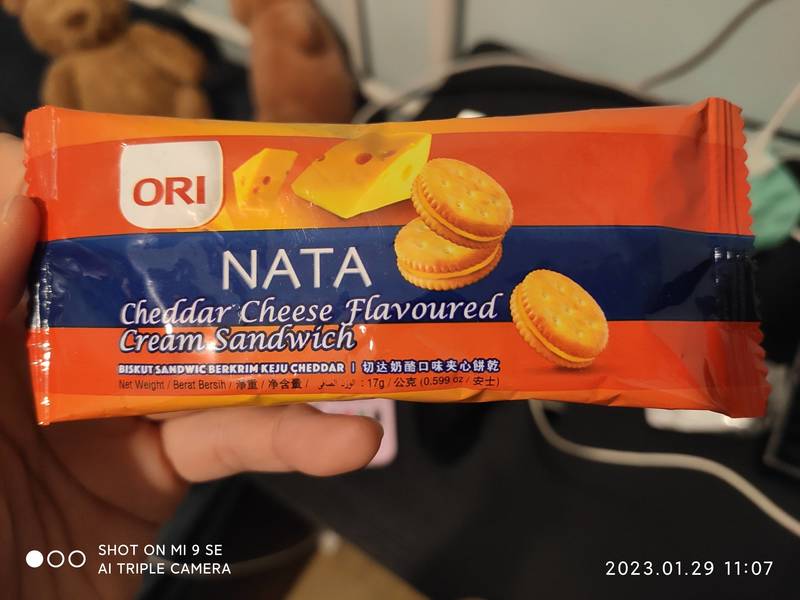 ORI
NATA
Cheddar Cheese Flavoured
Cream Sandwich
BISKUT SANDWIC BERKRIM KEJU CHEDDAR | 切达奶酪口味夹心餅乾
Net Weight / Berat Bersih / 淨重 / 净含量 / الوزن الصافي : 17g / 公克 (0.599 oz / 安士)
SHOT ON MI 9 SE
AI TRIPLE CAMERA
2023.01.29 11:07